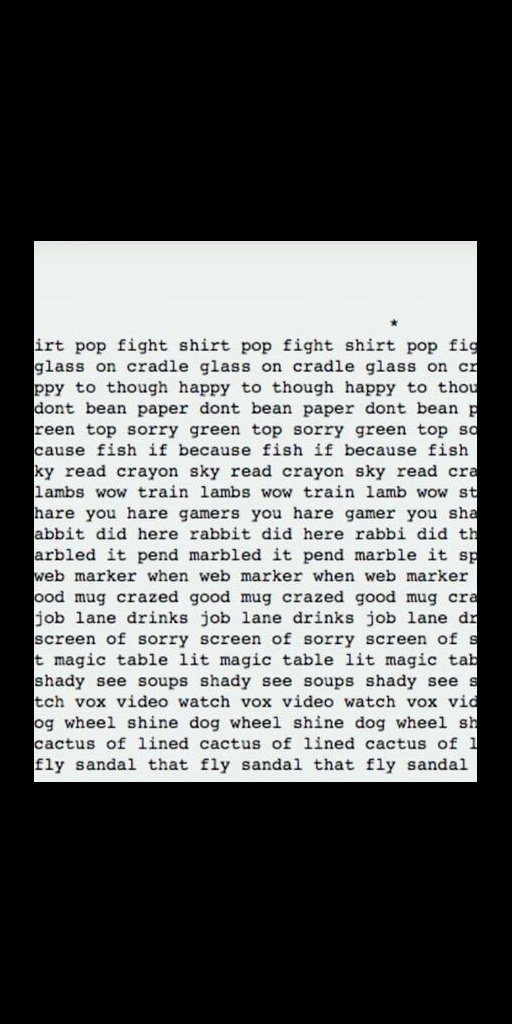 *
irt pop fight shirt pop fight shirt pop fig
glass on cradle glass on cradle glass on cr
ppy to though happy to though happy to thou
dont bean paper dont bean paper dont bean p
reen top sorry green top sorry green top so
cause fish if because fish if because fish
ky read crayon sky read crayon sky read cra
lambs wow train lambs wow train lamb wow st
hare you hare gamers you hare gamer you sha
abbit did here rabbit did here rabbi did th
arbled it pend marbled it pend marble it sp
web marker when web marker when web marker
ood mug crazed good mug crazed good mug cra
job lane drinks job lane drinks job lane dr
screen of sorry screen of sorry screen of s
t magic table lit magic table lit magic tab
shady see soups shady see soups shady see s
tch vox video watch vox video watch vox vid
og wheel shine dog wheel shine dog wheel sh
cactus of lined cactus of lined cactus of l
fly sandal that fly sandal that fly sandal